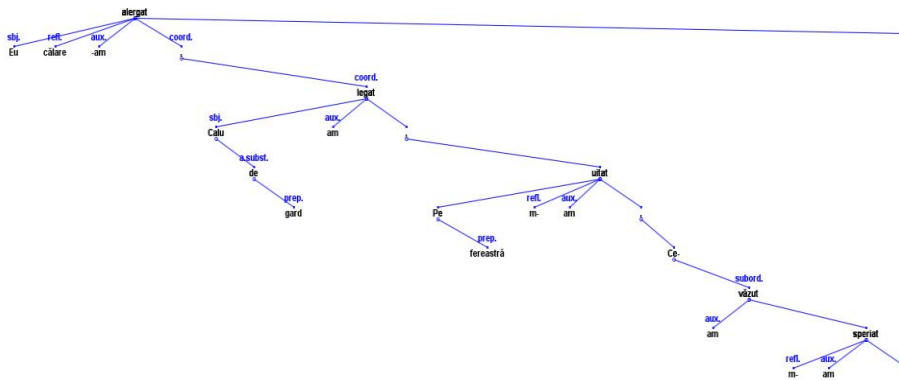 alergat
sbj. refl. aux. coord.
Eu călare -am
,
coord.
legat
sbj. aux.
Calu am ,
a.subst.
de uitat
prep. refl. aux.
gard Pe m- am ,
prep.
fereastră Ce-
subord.
văzut
aux.
am speriat
refl. aux.
m- am